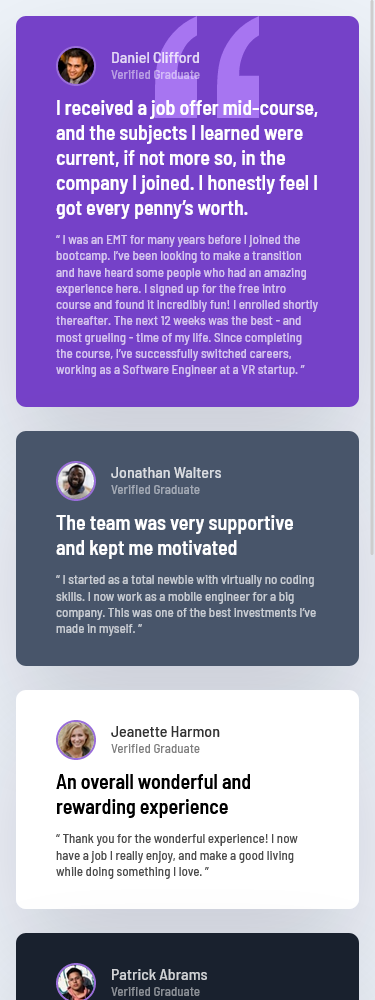 Daniel Clifford
Verified Graduate
I received a job offer mid-course,
and the subjects I learned were
current, if not more so, in the
company I joined. I honestly feel I
got every penny’s worth.
“ I was an EMT for many years before I joined the
bootcamp. I’ve been looking to make a transition
and have heard some people who had an amazing
experience here. I signed up for the free intro
course and found it incredibly fun! I enrolled shortly
thereafter. The next 12 weeks was the best - and
most grueling - time of my life. Since completing
the course, I’ve successfully switched careers,
working as a Software Engineer at a VR startup. ”
Jonathan Walters
Verified Graduate
The team was very supportive
and kept me motivated
“ I started as a total newbie with virtually no coding
skills. I now work as a mobile engineer for a big
company. This was one of the best investments I’ve
made in myself. ”
Jeanette Harmon
Verified Graduate
An overall wonderful and
rewarding experience
“ Thank you for the wonderful experience! I now
have a job I really enjoy, and make a good living
while doing something I love. ”
Patrick Abrams
Verified Graduate